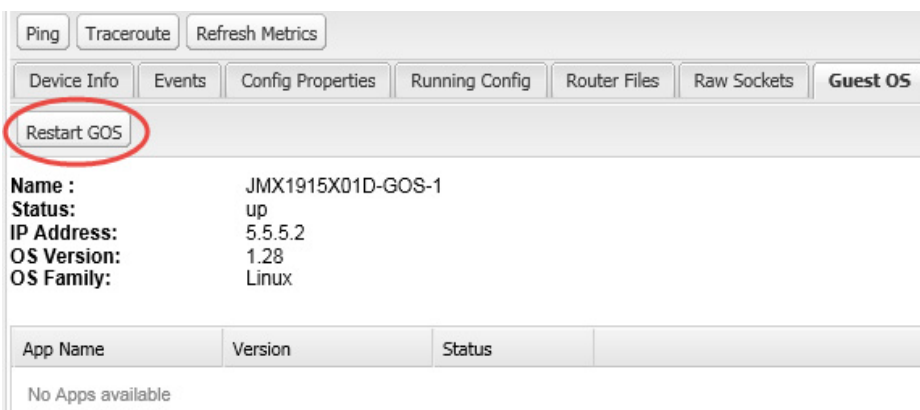 Ping Traceroute Refresh Metrics
Device Info Events Config Properties Running Config Router Files Raw Sockets Guest OS
Restart GOS
Name : JMX1915X01D-GOS-1
Status: up
IP Address: 5.5.5.2
OS Version: 1.28
OS Family: Linux
App Name Version Status
No Apps available